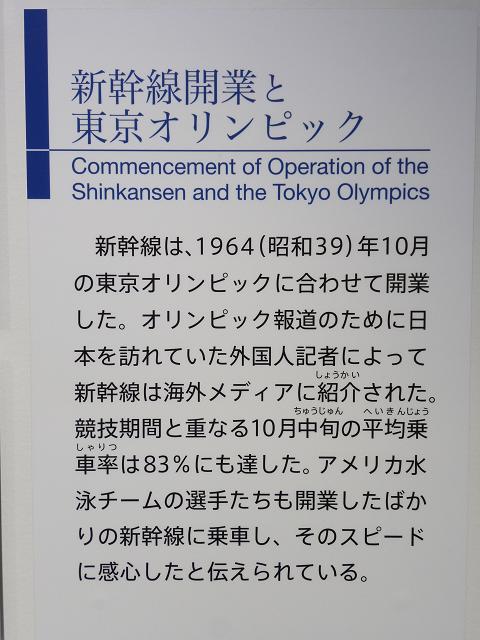 新幹線開業と
東京オリンピック
Commencement of Operation of the
Shinkansen and the Tokyo Olympics
新幹線は、1964(昭和39)年10月
の東京オリンピックに合わせて開業
した。オリンピック報道のために日
本を訪れていた外国人記者によって
しょうかい
新幹線は海外メディアに紹介された。
ちゅうじゅん へいきんじょう
競技期間と重なる10月中旬の平均乗
しゃりつ
車率は83%にも達した。アメリカ水
泳チームの選手たちも開業したばか
りの新幹線に乗車し、そのスピード
に感心したと伝えられている。